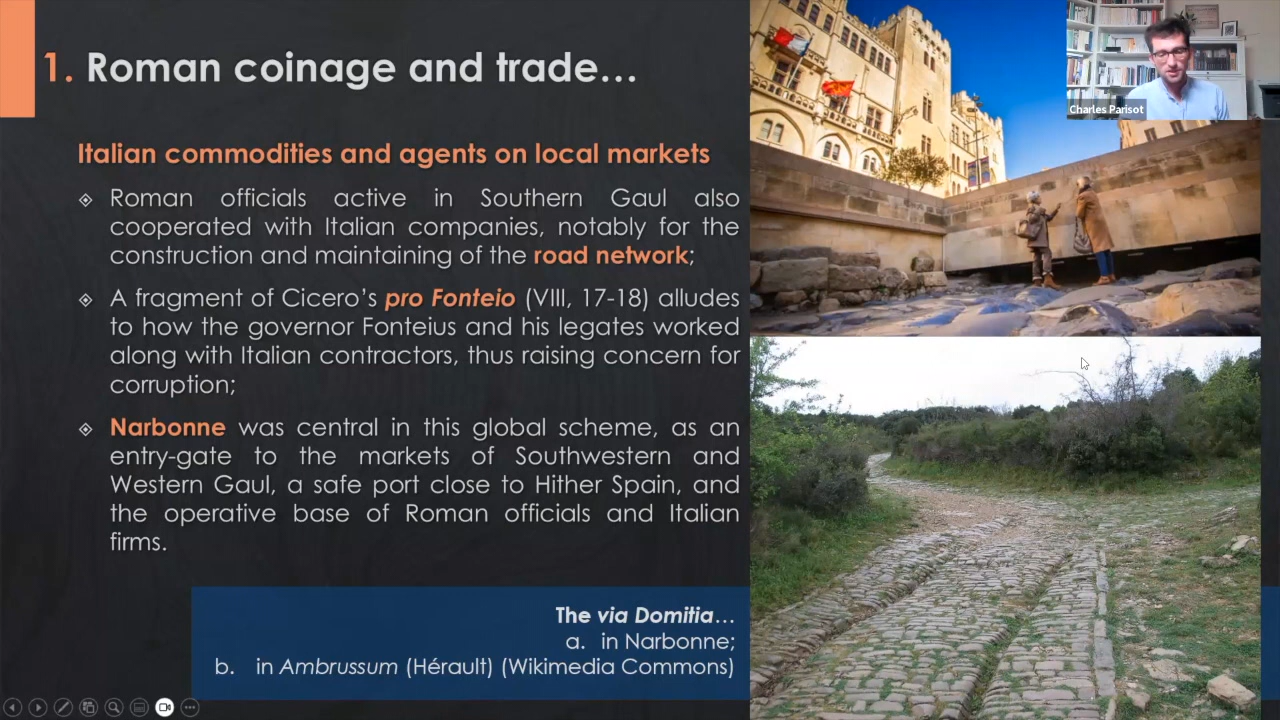 1. Roman coinage and trade…
Charles Parisot
Italian commodities and agents on local markets
Roman officials active in Southern Gaul also
cooperated with Italian companies, notably for the
construction and maintaining of the road network;
A fragment of Cicero’s pro Fonteio (VIII, 17-18) alludes
to how the governor Fonteius and his legates worked
along with Italian contractors, thus raising concern for
corruption;
Narbonne was central in this global scheme, as an
entry-gate to the markets of Southwestern and
Western Gaul, a safe port close to Hither Spain, and
the operative base of Roman officials and Italian
firms.
The via Domitia…
a. in Narbonne;
b. in Ambrussum (Hérault) (Wikimedia Commons)